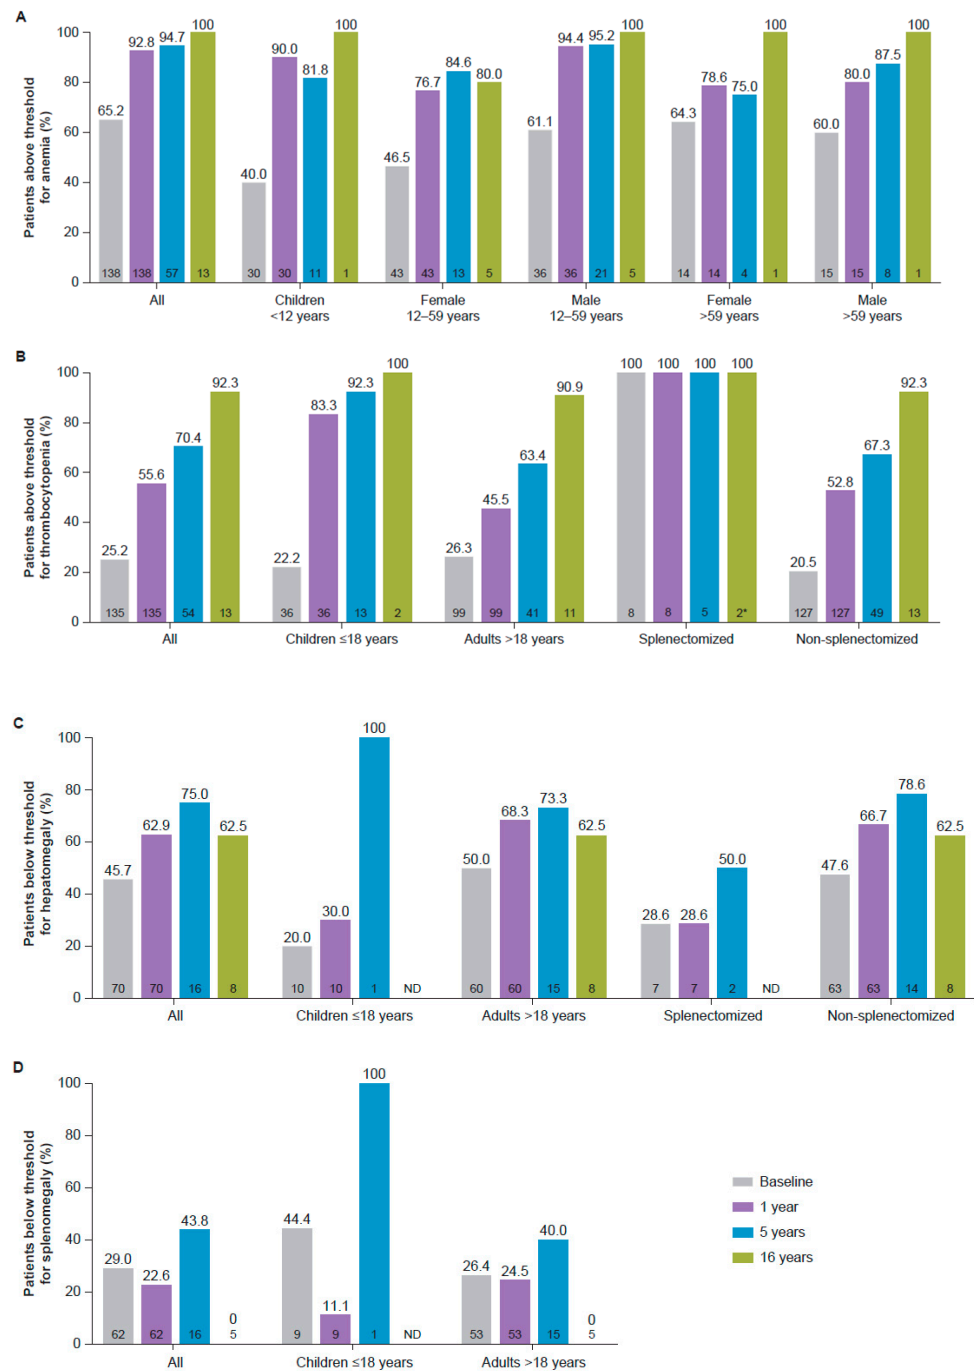 A
Patients above threshold
for anemia (%)
100
80
60
40
20
0
65.2 92.8 94.7 100
40.0 90.0 81.8 100
46.5 76.7 84.6 80.0
61.1 94.4 95.2 100
64.3 78.6 75.0 100
60.0 80.0 87.5 100
138 138 57 13
30 30 11 1
43 43 13 5
36 36 21 5
14 14 4 1
15 15 8 1
All
Children
<12 years
Female
12–59 years
Male
12–59 years
Female
>59 years
Male
>59 years
B
Patients above threshold
for thrombocytopenia (%)
100
80
60
40
20
0
25.2 55.6 70.4 92.3
22.2 83.3 92.3 100
26.3 45.5 63.4 90.9
100 100 100 100
20.5 52.8 67.3 92.3
135 135 54 13
36 36 13 2
99 99 41 11
8 8 5 2*
127 127 49 13
All
Children ≤18 years
Adults >18 years
Splenectomized
Non-splenectomized
C
Patients below threshold
for hepatomegaly (%)
100
80
60
40
20
0
45.7 62.9 75.0 62.5
20.0 30.0 100
50.0 68.3 73.3 62.5
28.6 28.6 50.0
47.6 66.7 78.6 62.5
70 70 16 8
10 10 1 ND
60 60 15 8
7 7 2 ND
63 63 14 8
All
Children ≤18 years
Adults >18 years
Splenectomized
Non-splenectomized
D
Patients below threshold
for splenomegaly (%)
100
80
60
40
20
0
29.0 22.6 43.8 0
44.4 11.1 100
26.4 24.5 40.0 0
62 62 16 5
9 9 1 ND
53 53 15 5
All
Children ≤18 years
Adults >18 years
Baseline
1 year
5 years
16 years